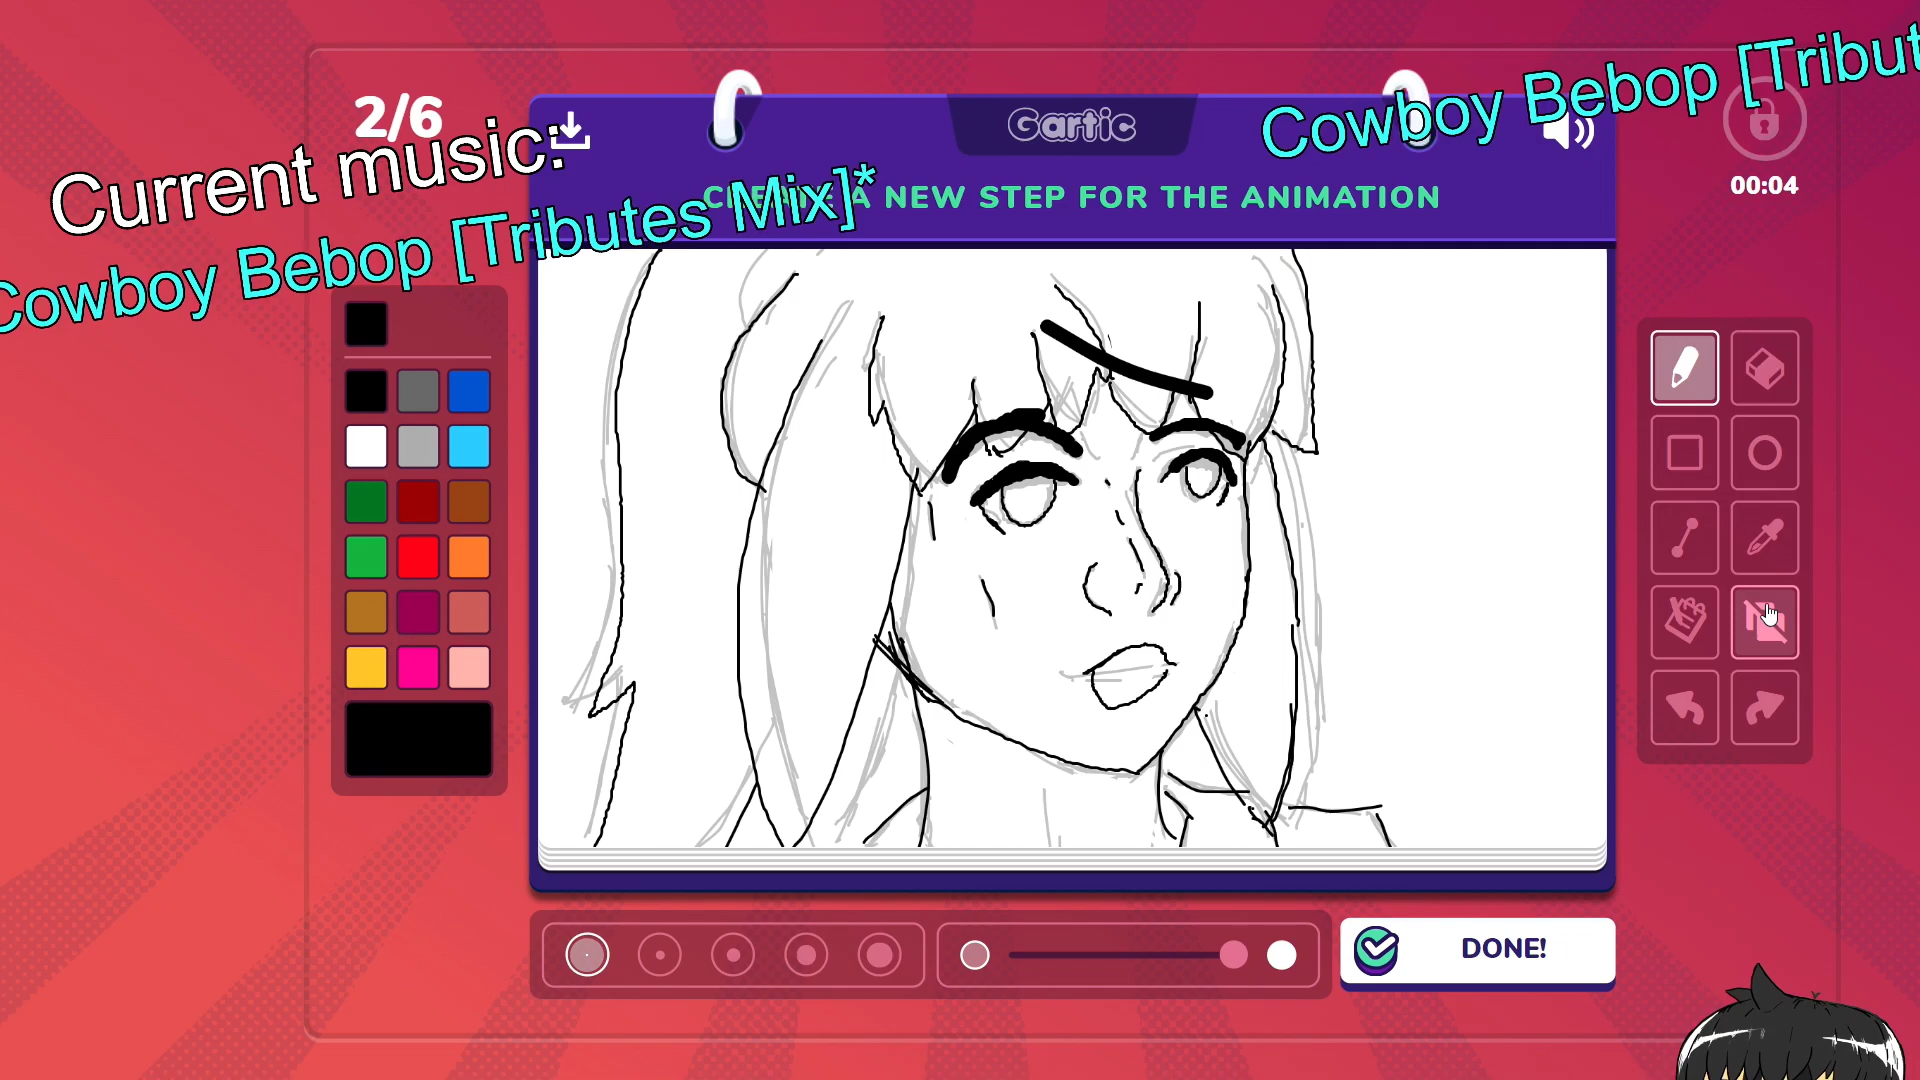 2/6
Gartic
Cowboy Bebop [Tribut
Current music:
00:04
Cowboy Bebop [Tributes Mix]*
A NEW STEP FOR THE ANIMATION
DONE!